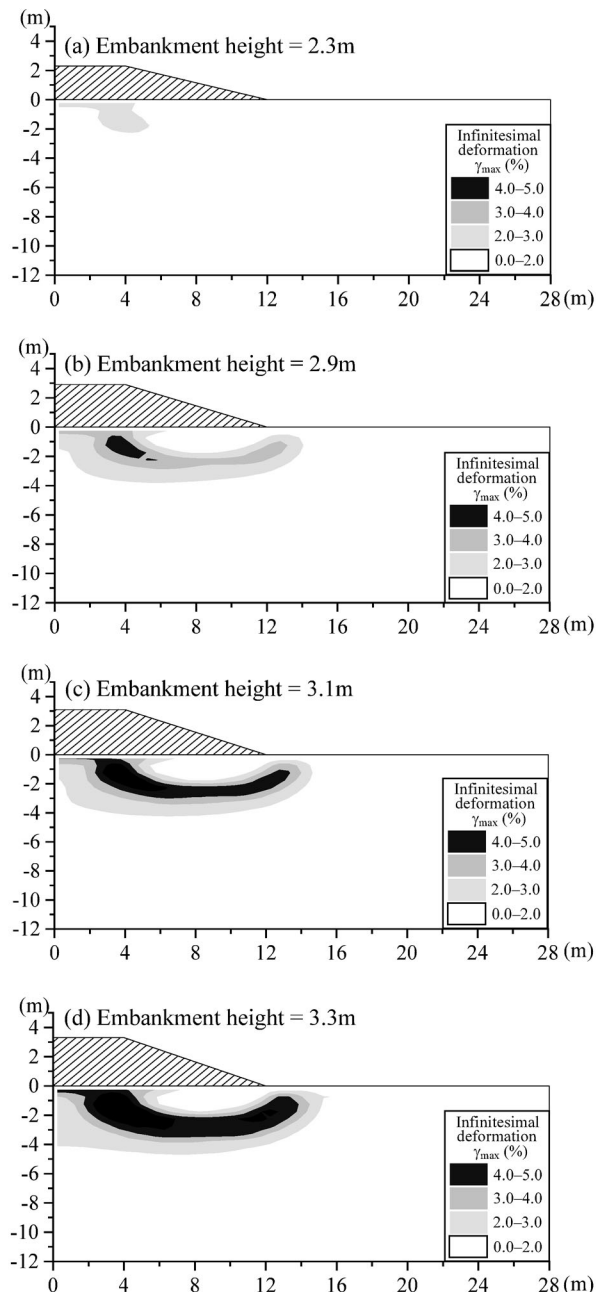 (m)
(a) Embankment height = 2.3m
4
2
0
-2
-4
-6
-8
-10
-12
Infinitesimal
deformation
γmax (%)
4.0–5.0
3.0–4.0
2.0–3.0
0.0–2.0
0 4 8 12 16 20 24 28 (m)
(m)
(b) Embankment height = 2.9m
4
2
0
-2
-4
-6
-8
-10
-12
Infinitesimal
deformation
γmax (%)
4.0–5.0
3.0–4.0
2.0–3.0
0.0–2.0
0 4 8 12 16 20 24 28 (m)
(m)
(c) Embankment height = 3.1m
4
2
0
-2
-4
-6
-8
-10
-12
Infinitesimal
deformation
γmax (%)
4.0–5.0
3.0–4.0
2.0–3.0
0.0–2.0
0 4 8 12 16 20 24 28 (m)
(m)
(d) Embankment height = 3.3m
4
2
0
-2
-4
-6
-8
-10
-12
Infinitesimal
deformation
γmax (%)
4.0–5.0
3.0–4.0
2.0–3.0
0.0–2.0
0 4 8 12 16 20 24 28 (m)